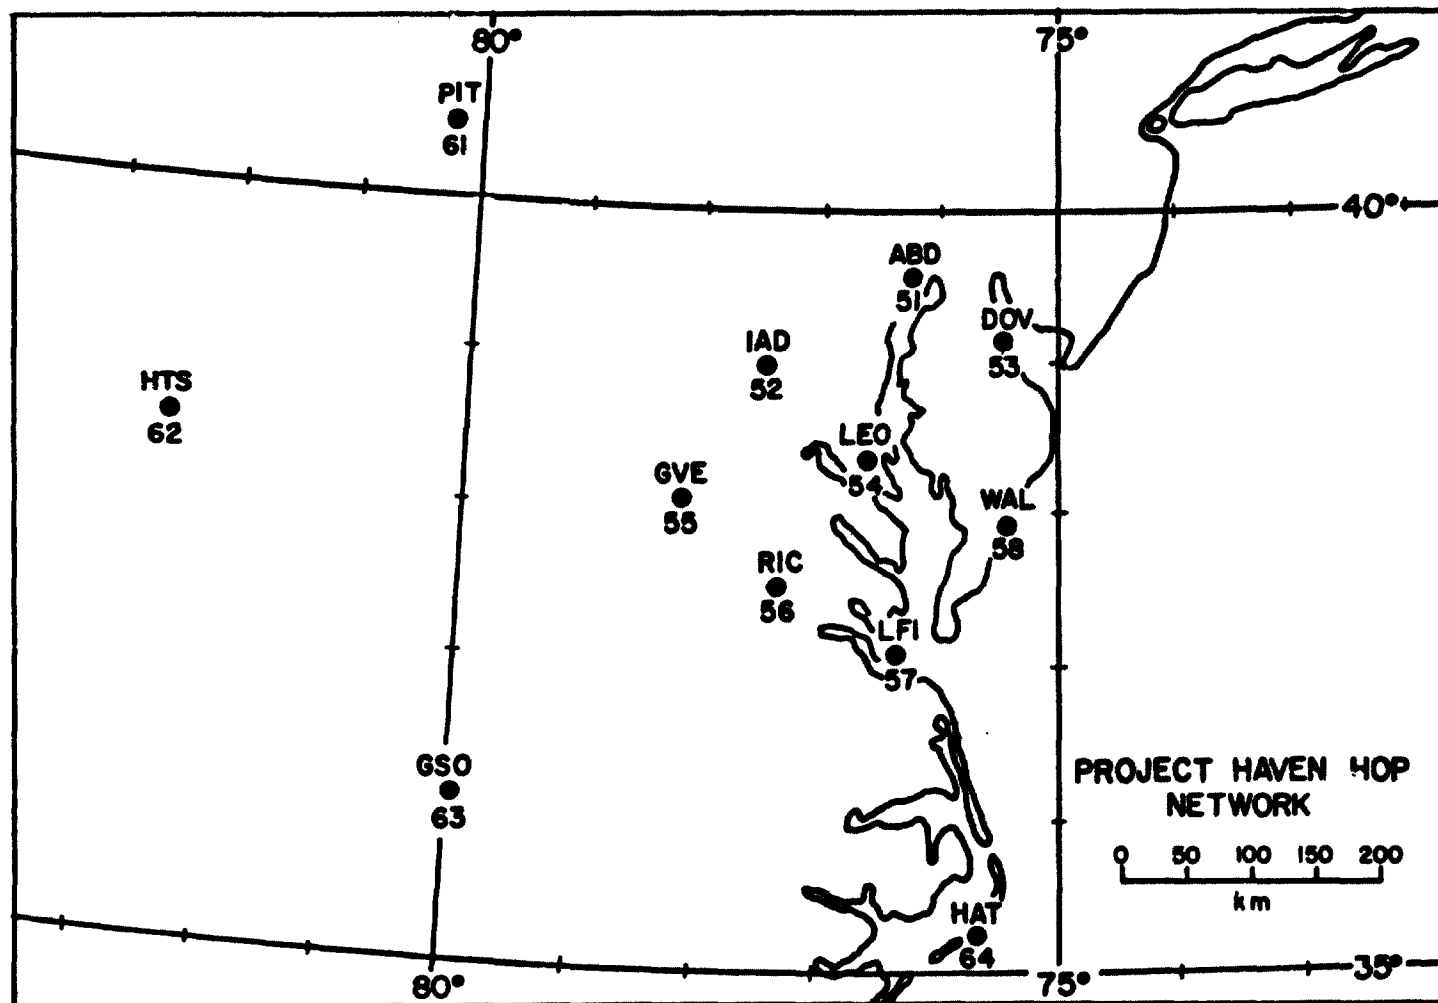 80°
75°
PIT
61
40°
ABD
51
DOV
53
IAD
52
HTS
62
LEO
54
GVE
55
WAL
58
RIC
56
LFI
57
GSO
63
PROJECT HAVEN HOP
NETWORK
0 50 100 150 200
km
HAT
64
80°
75°
35°